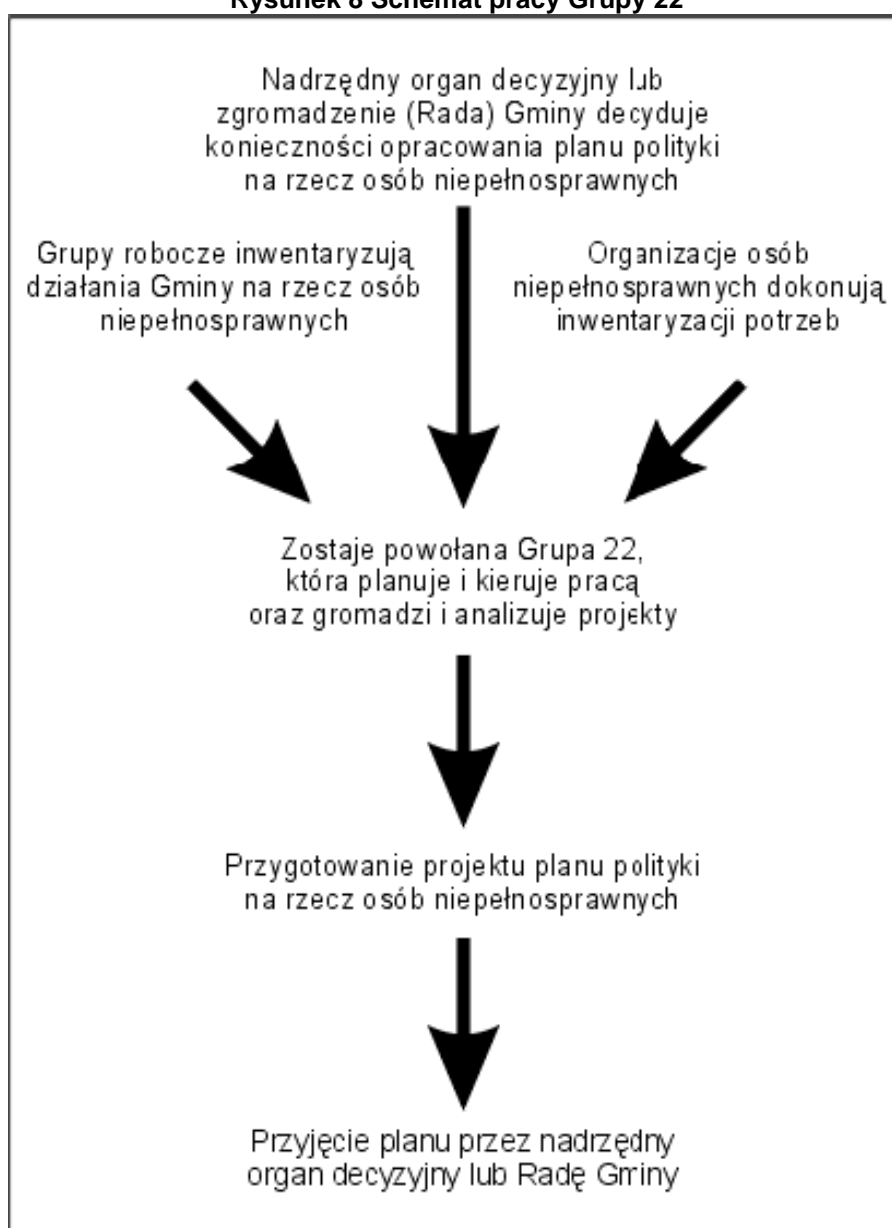 Rysunek 8 Schemat pracy Grupy 22
Nadrzędny organ decyzyjny lub
zgromadzenie (Rada) Gminy decyduje
konieczności opracowania planu polityki
na rzecz osób niepełnosprawnych
Grupy robocze inwentaryzują
działania Gminy na rzecz osób
niepełnosprawnych
Organizacje osób
niepełnosprawnych dokonują
inwentaryzacji potrzeb
Zostaje powołana Grupa 22,
która planuje i kieruje pracą
oraz gromadzi i analizuje projekty
Przygotowanie projektu planu polityki
na rzecz osób niepełnosprawnych
Przyjęcie planu przez nadrzędny
organ decyzyjny lub Radę Gminy